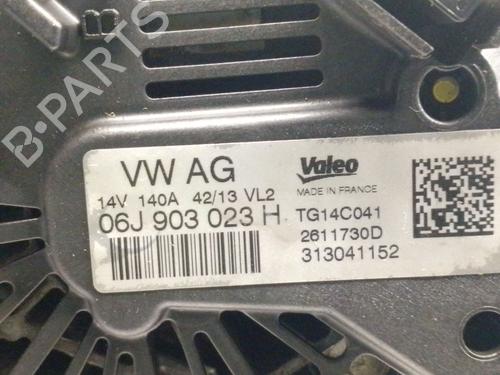 B
B-PARTS
VW AG
14V 140A 42/13 VL2
06J 903 023 H
Valeo
MADE IN FRANCE
TG14C041
2611730D
313041152